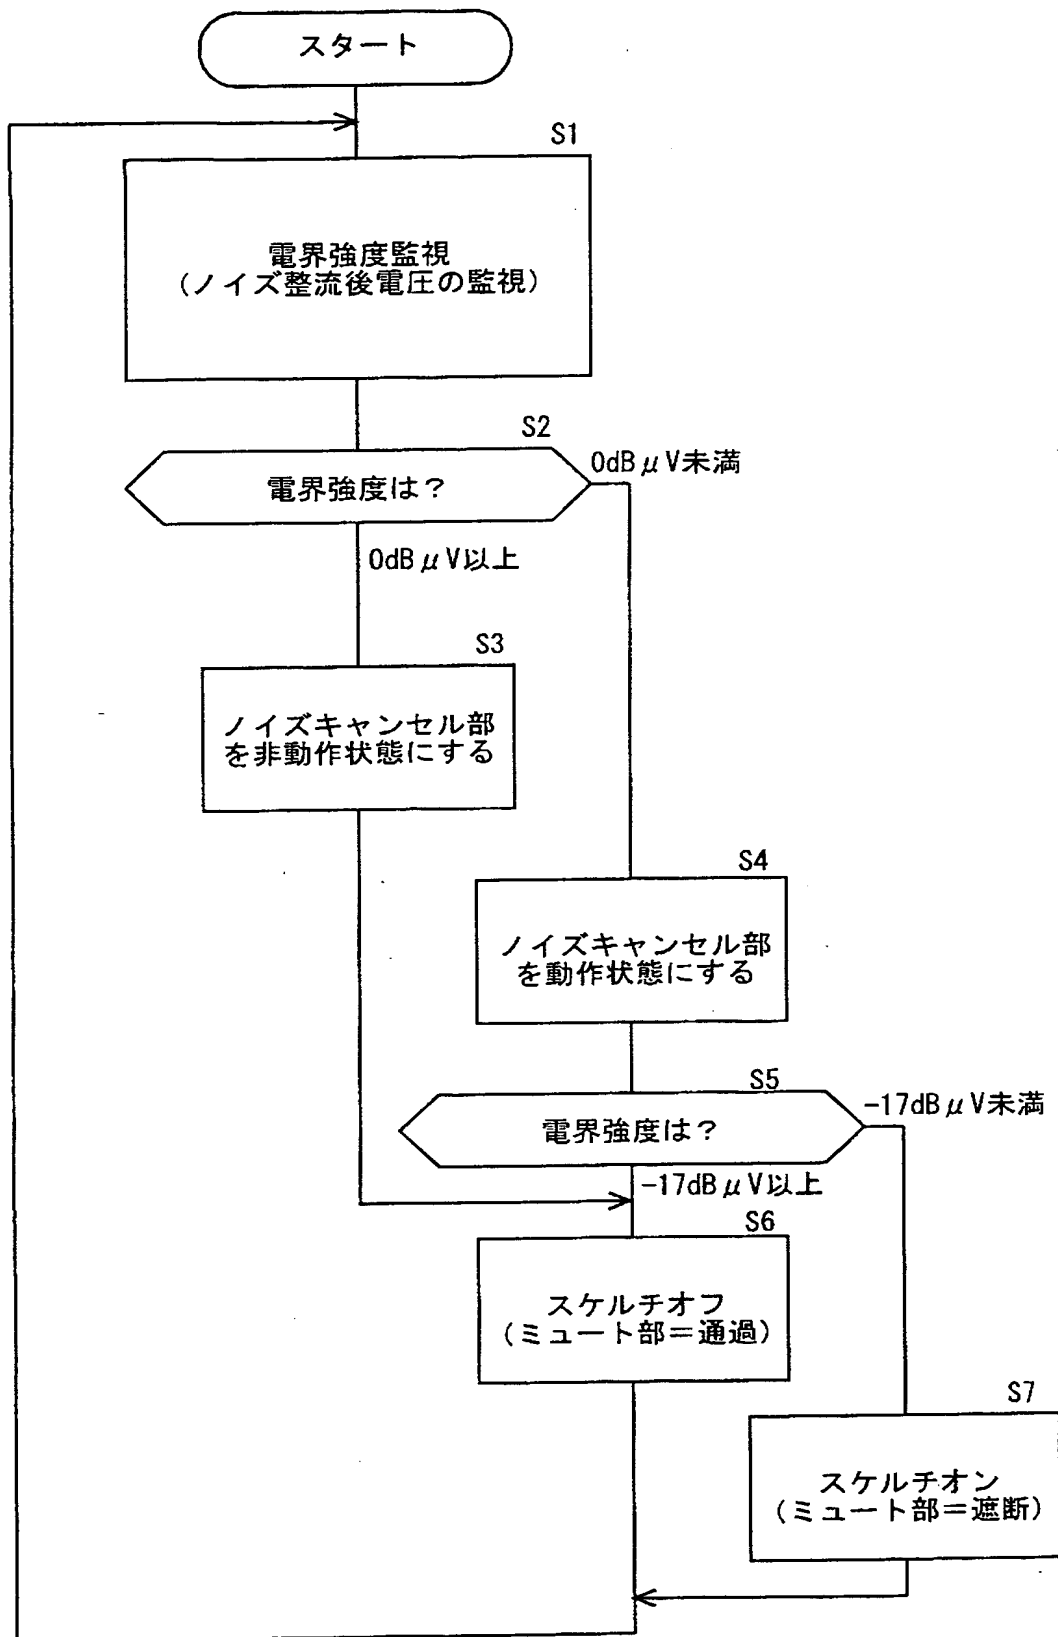 スタート
S1
電界強度監視
(ノイズ整流後電圧の監視)
S2
電界強度は?
0dBμV未満
0dBμV以上
S3
ノイズキャンセル部
を非動作状態にする
S4
ノイズキャンセル部
を動作状態にする
S5
電界強度は?
-17dBμV未満
-17dBμV以上
S6
スケルチオフ
(ミュート部=通過)
S7
スケルチオン
(ミュート部=遮断)